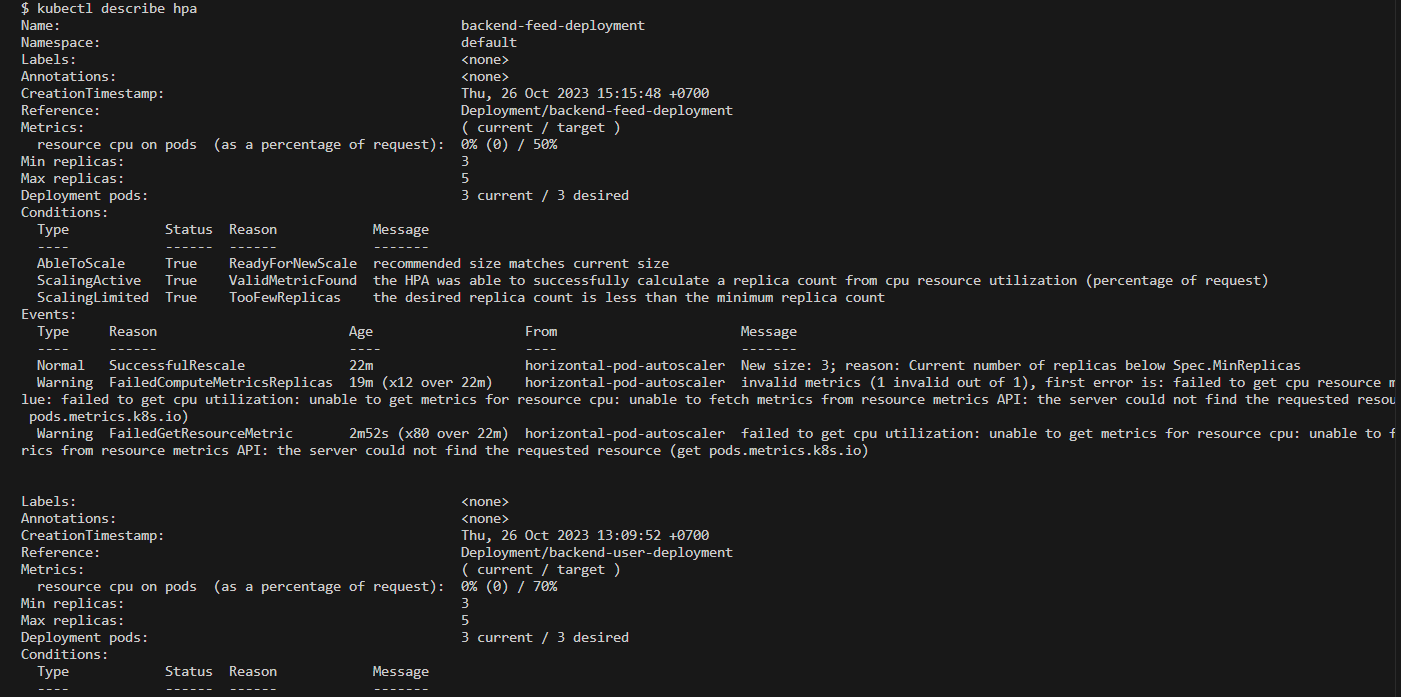 $ kubectl describe hpa
Name: backend-feed-deployment
Namespace: default
Labels: <none>
Annotations: <none>
CreationTimestamp: Thu, 26 Oct 2023 15:15:48 +0700
Reference: Deployment/backend-feed-deployment
Metrics: ( current / target )
resource cpu on pods (as a percentage of request): 0% (0) / 50%
Min replicas: 3
Max replicas: 5
Deployment pods: 3 current / 3 desired
Conditions:
Type Status Reason Message
---- ------ ------ -------
AbleToScale True ReadyForNewScale recommended size matches current size
ScalingActive True ValidMetricFound the HPA was able to successfully calculate a replica count from cpu resource utilization (percentage of request)
ScalingLimited True TooFewReplicas the desired replica count is less than the minimum replica count
Events:
Type Reason Age From Message
---- ------ ---- ---- -------
Normal SuccessfulRescale 22m horizontal-pod-autoscaler New size: 3; reason: Current number of replicas below Spec.MinReplicas
Warning FailedComputeMetricsReplicas 19m (x12 over 22m) horizontal-pod-autoscaler invalid metrics (1 invalid out of 1), first error is: failed to get cpu resource m
lue: failed to get cpu utilization: unable to get metrics for resource cpu: unable to fetch metrics from resource metrics API: the server could not find the requested resou
pods.metrics.k8s.io)
Warning FailedGetResourceMetric 2m52s (x80 over 22m) horizontal-pod-autoscaler failed to get cpu utilization: unable to get metrics for resource cpu: unable to f
rics from resource metrics API: the server could not find the requested resource (get pods.metrics.k8s.io)
Labels: <none>
Annotations: <none>
CreationTimestamp: Thu, 26 Oct 2023 13:09:52 +0700
Reference: Deployment/backend-user-deployment
Metrics: ( current / target )
resource cpu on pods (as a percentage of request): 0% (0) / 70%
Min replicas: 3
Max replicas: 5
Deployment pods: 3 current / 3 desired
Conditions:
Type Status Reason Message
---- ------ ------ -------